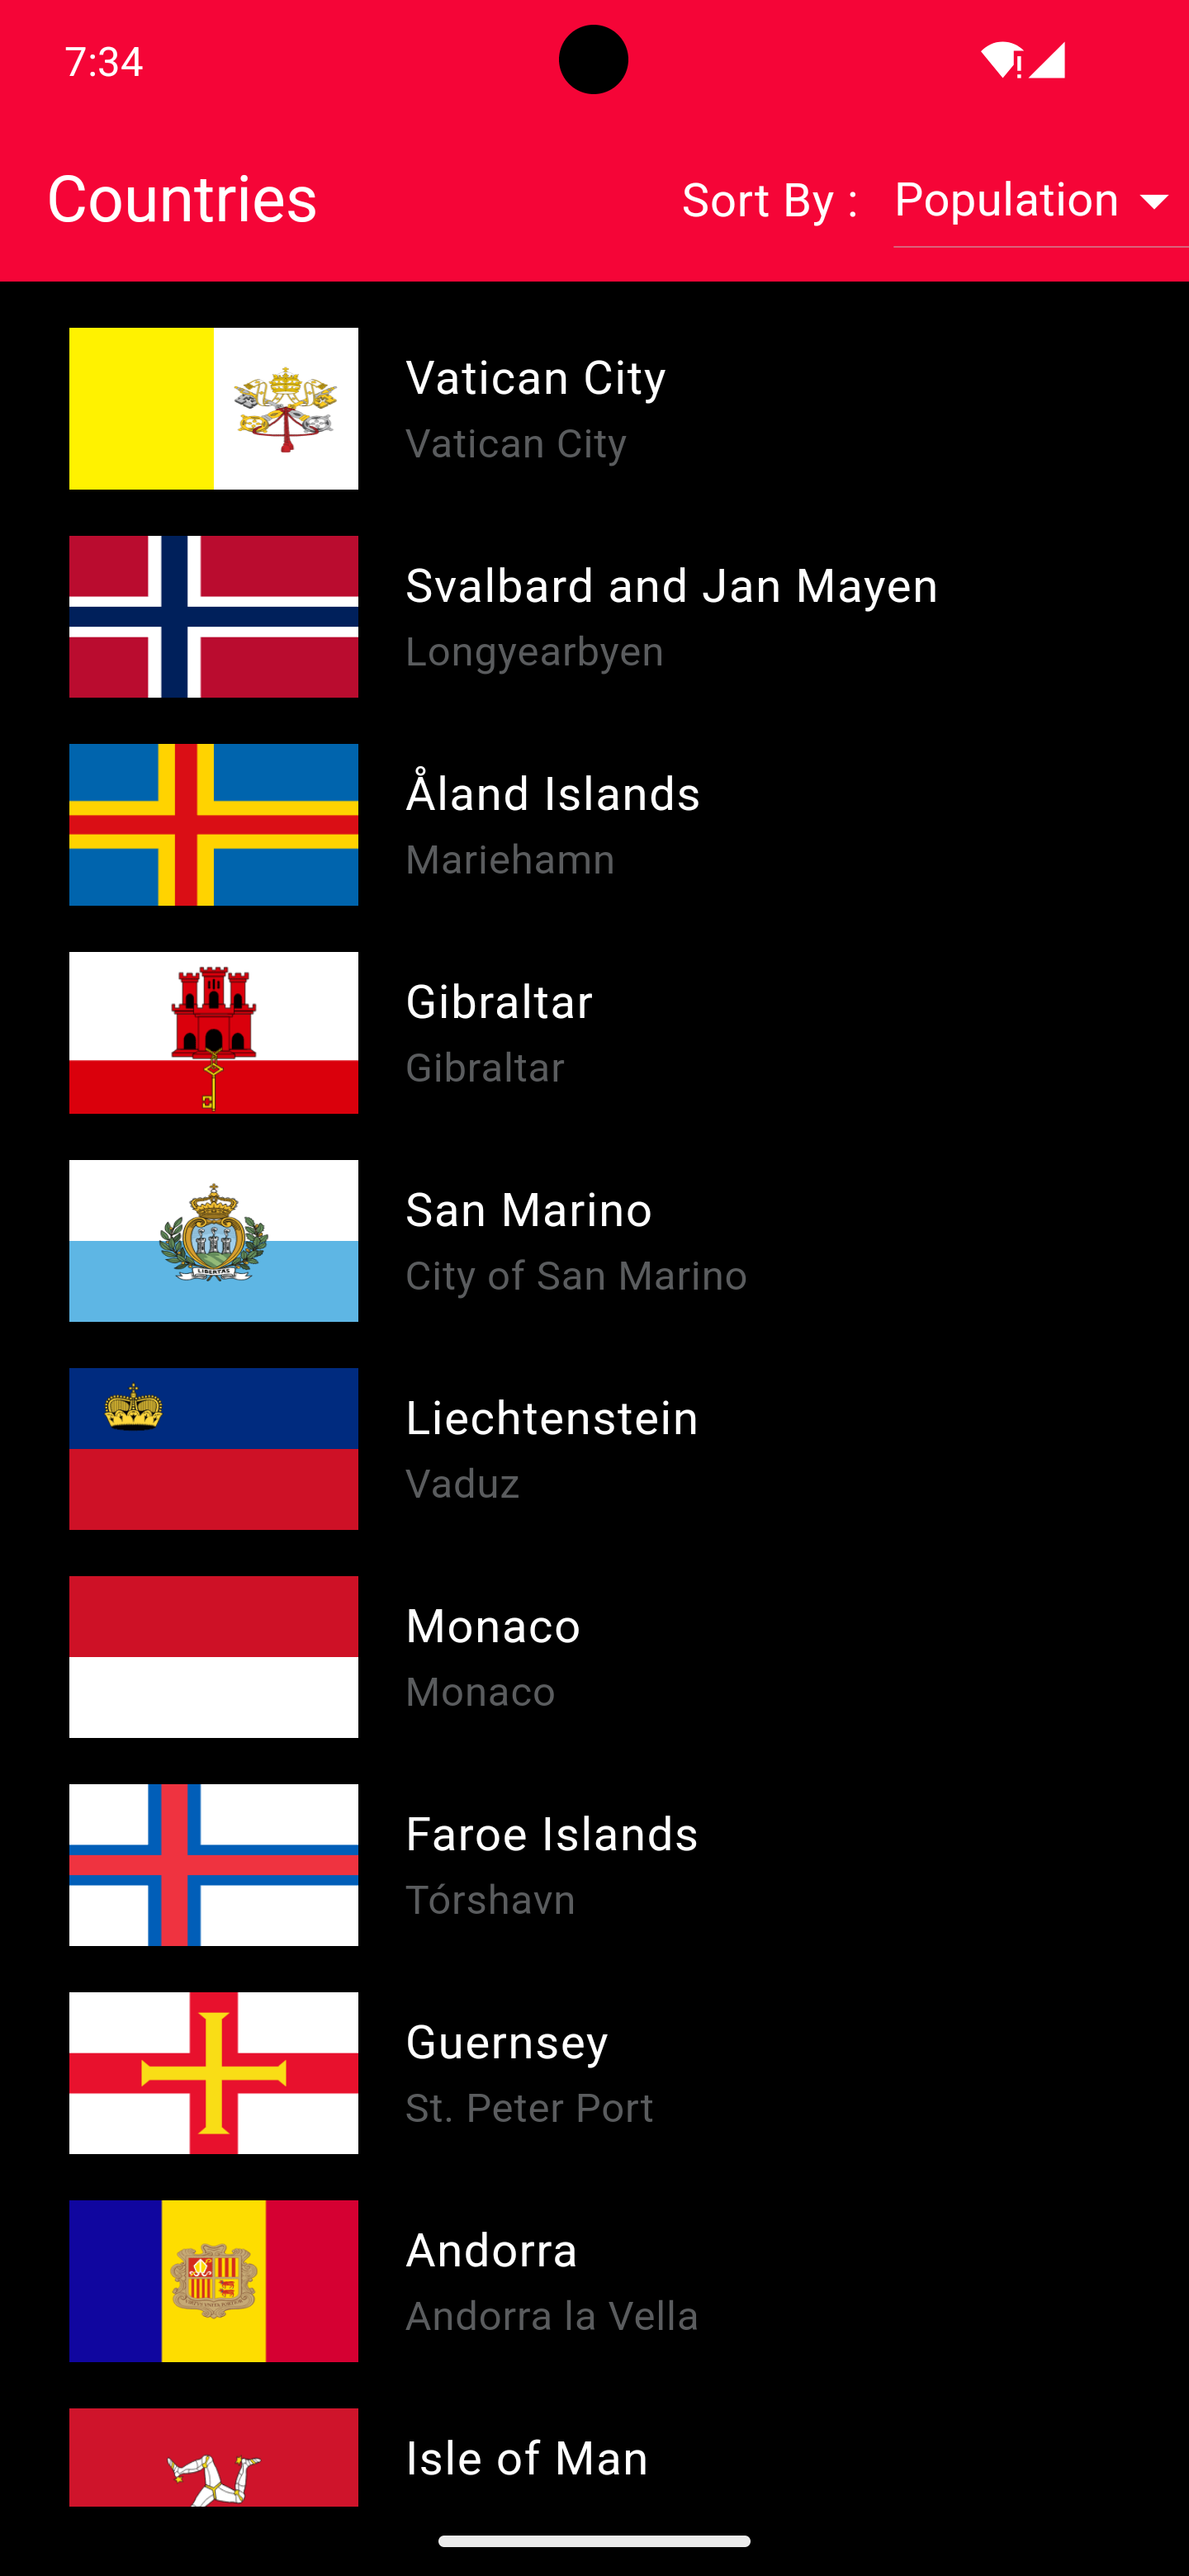 7:34
Countries
Sort By :
Population
Vatican City
Vatican City
Svalbard and Jan Mayen
Longyearbyen
Åland Islands
Mariehamn
Gibraltar
Gibraltar
San Marino
City of San Marino
LIBERTAS
Liechtenstein
Vaduz
Monaco
Monaco
Faroe Islands
Tórshavn
Guernsey
St. Peter Port
Andorra
Andorra la Vella
Isle of Man